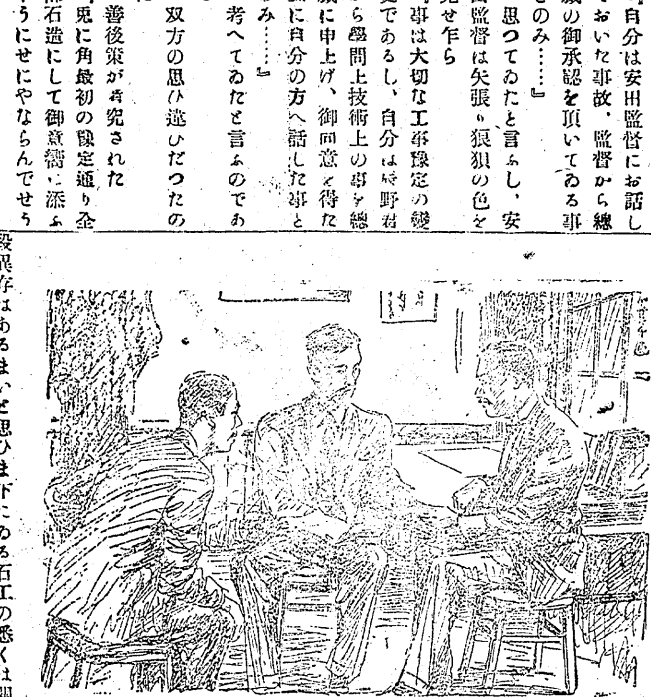 自分は安田監督にお話し
ておいた事故、監督から總
裁の御承認を頂いてゐる事
とのみ……』
思つてゐたと言ふし、安
田監督は矢張り狼狽の色を
見せ乍ら
事は大切な工事豫定の變
更であるし、自分は辰野君
から學問上技術上の事を總
裁に申上げ、御同意を得た
に自分の方へ話した事と
み……』
考へてゐたと言ふのであ
双方の思ひ違ひだつたの
善後策が考究された
兎に角最初の豫定通り全
部石造にして御意嚮に添ふ
うにせにやならんでせう
段異存はあるまいと思ひま
下にゐる石工の悉くは